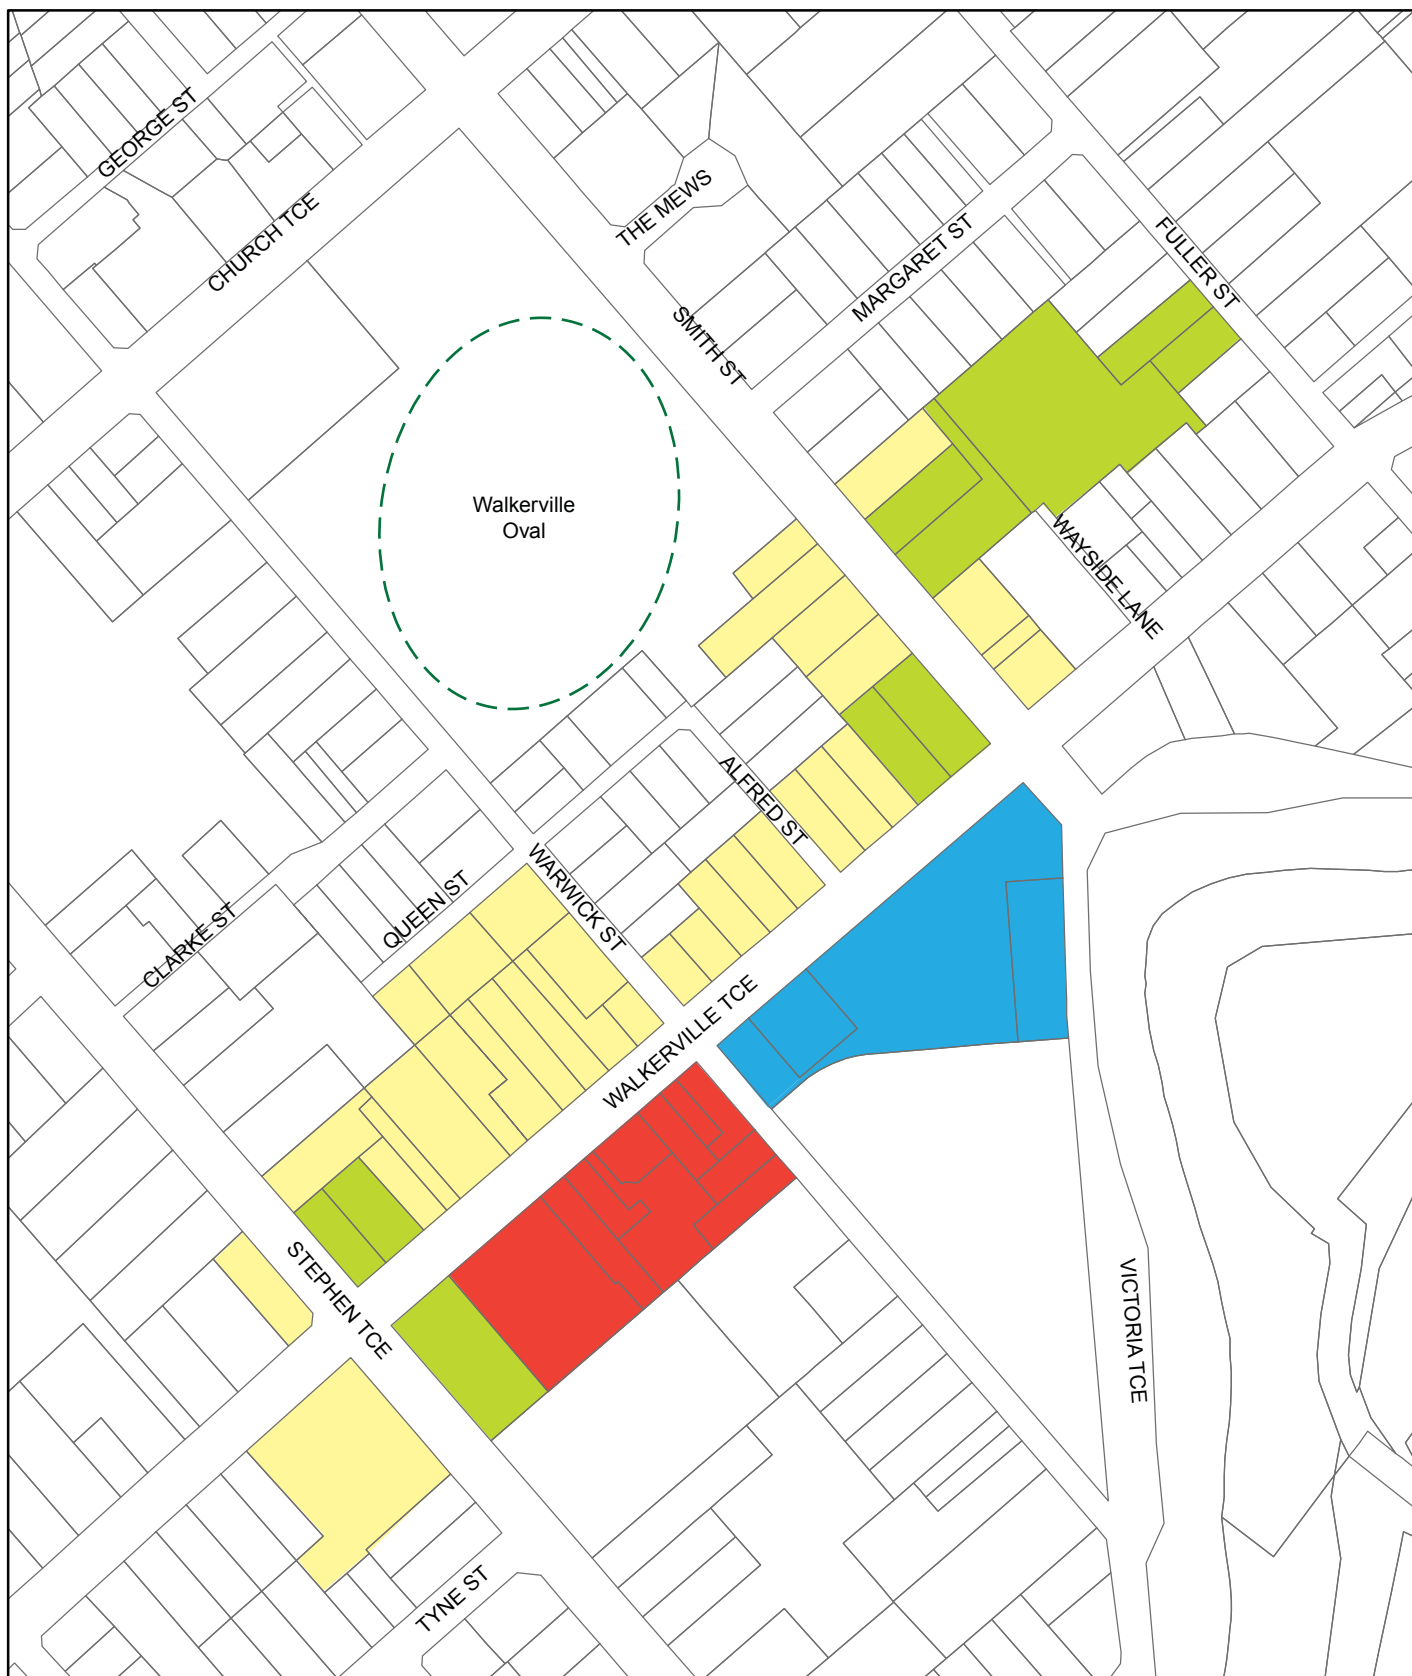 GEORGE ST
CHURCH TCE
THE MEWS
MARGARET ST
FULLER ST
SMITH ST
Walkerville
Oval
WAYSIDE LANE
ALFRED ST
WARWICK ST
QUEEN ST
CLARKE ST
WALKERVILLE TCE
STEPHEN TCE
VICTORIA TCE
TYNE ST